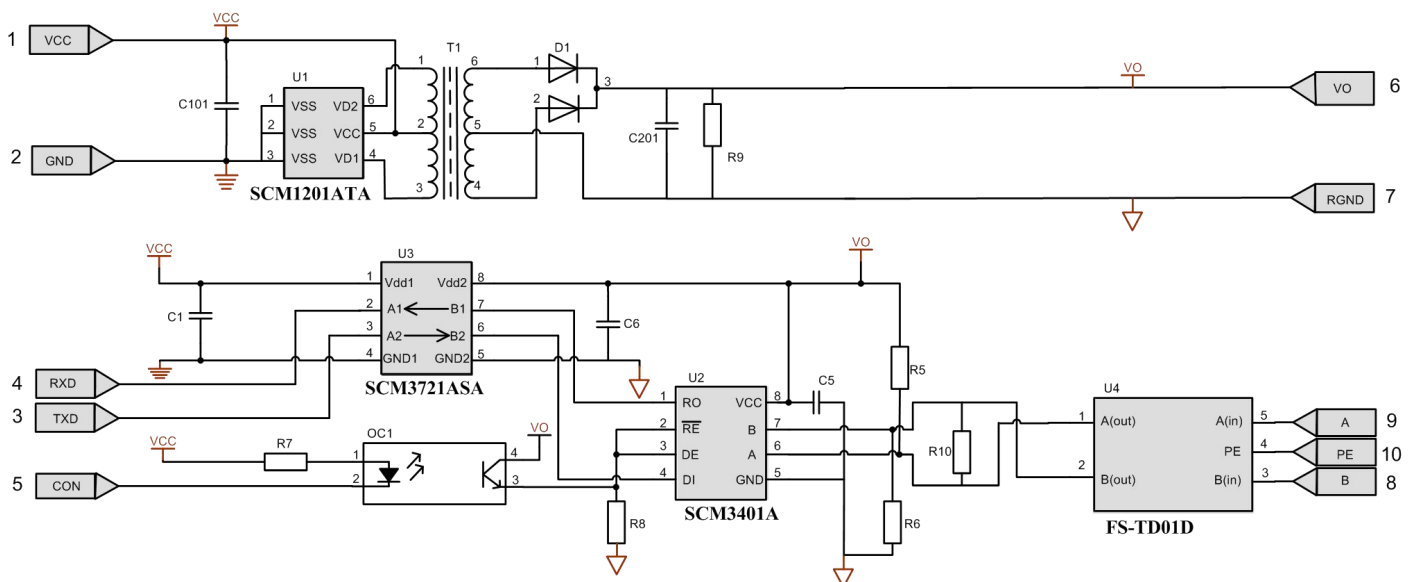 VCC
T1
D1
1 VCC
C101
U1
1 VSS VD2 6
2 VSS VCC 5
3 VSS VD1 4
SCM1201ATA
1
2
3
6
5
4
1
2
3
C201
R9
VO
VO 6
2 GND
RGND 7
VCC
U3
VO
1 Vdd1 Vdd2 8
2 A1 B1 7
3 A2 B2 6
4 GND1 GND2 5
SCM3721ASA
C1
C6
4 RXD
3 TXD
U2
C5
R5
1 RO VCC 8
2 RE B 7
3 DE A 6
4 DI GND 5
SCM3401A
VCC
R7
OC1
1
2
4
3
VO
5 CON
R8
R10
R6
U4
1 A(out) A(in) 5
PE 4
2 B(out) B(in) 3
FS-TD01D
A 9
PE 10
B 8